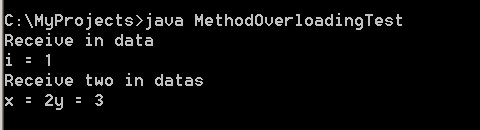 C:\MyProjects>java MethodOverloadingTest
Receive in data
i = 1
Receive two in datas
x = 2y = 3